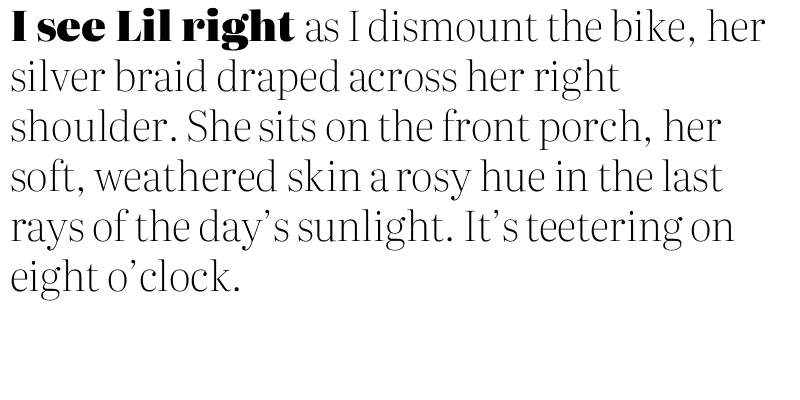 I see Lil right as I dismount the bike, her
silver braid draped across her right
shoulder. She sits on the front porch, her
soft, weathered skin a rosy hue in the last
rays of the day’s sunlight. It’s teetering on
eight o’clock.